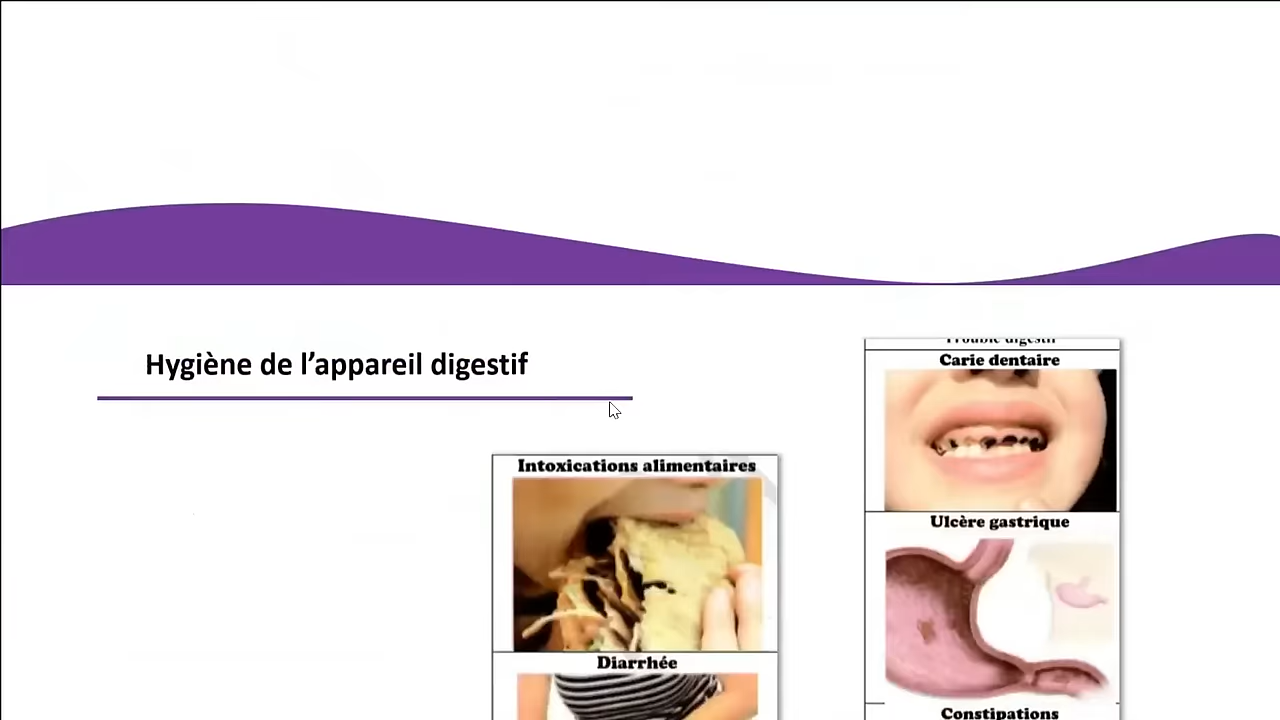 Hygiène de l’appareil digestif
Trouble digestif
Carie dentaire
Intoxications alimentaires
Ulcère gastrique
Diarrhée
Constipations